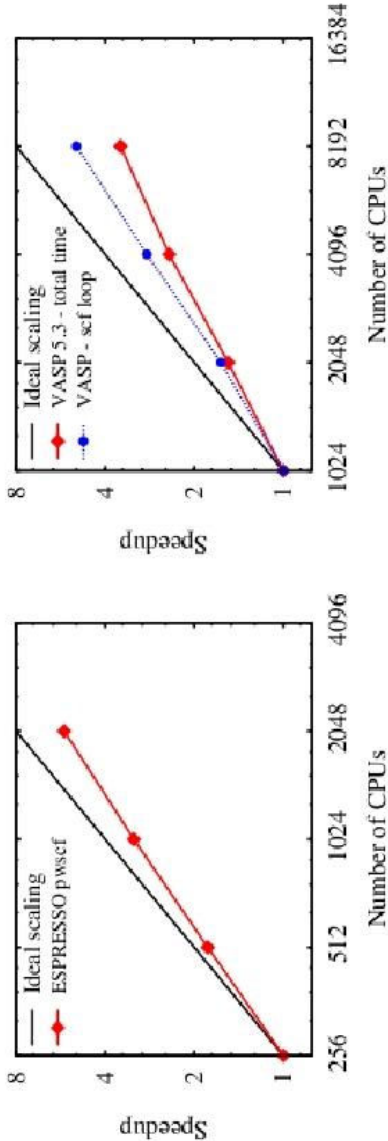 Ideal scaling
ESPRESSO pwscf
8
4
2
1
Speedup
256
512
1024
2048
4096
Number of CPUs
Ideal scaling
VASP 5.3 - total time
VASP - scf loop
8
4
2
1
Speedup
1024
2048
4096
8192
16384
Number of CPUs